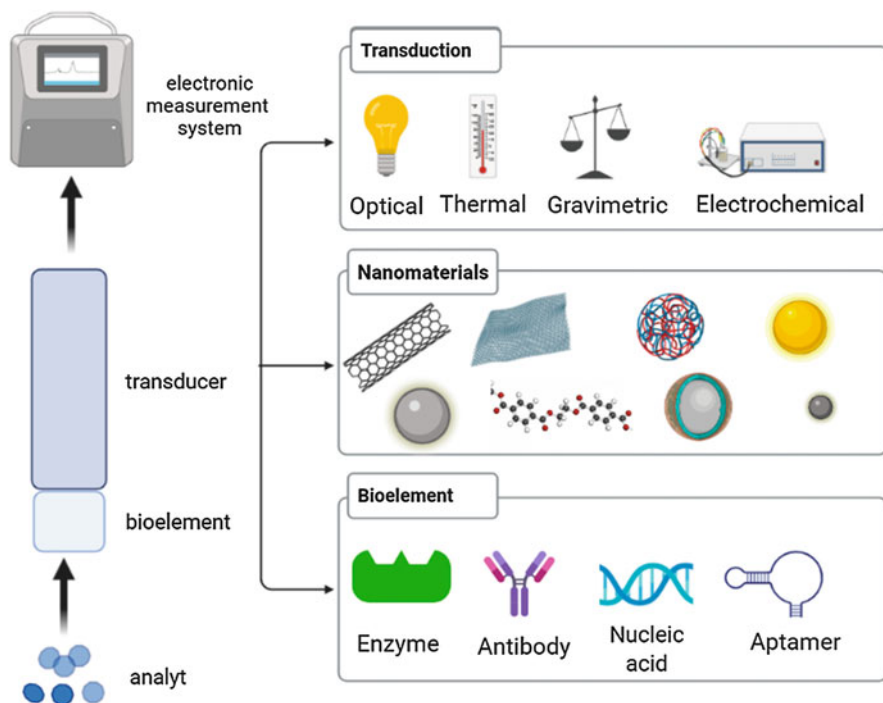 electronic
measurement
system
transducer
bioelement
analyt
Transduction
Optical
Thermal
Gravimetric
Electrochemical
Nanomaterials
Bioelement
Enzyme
Antibody
Nucleic
acid
Aptamer